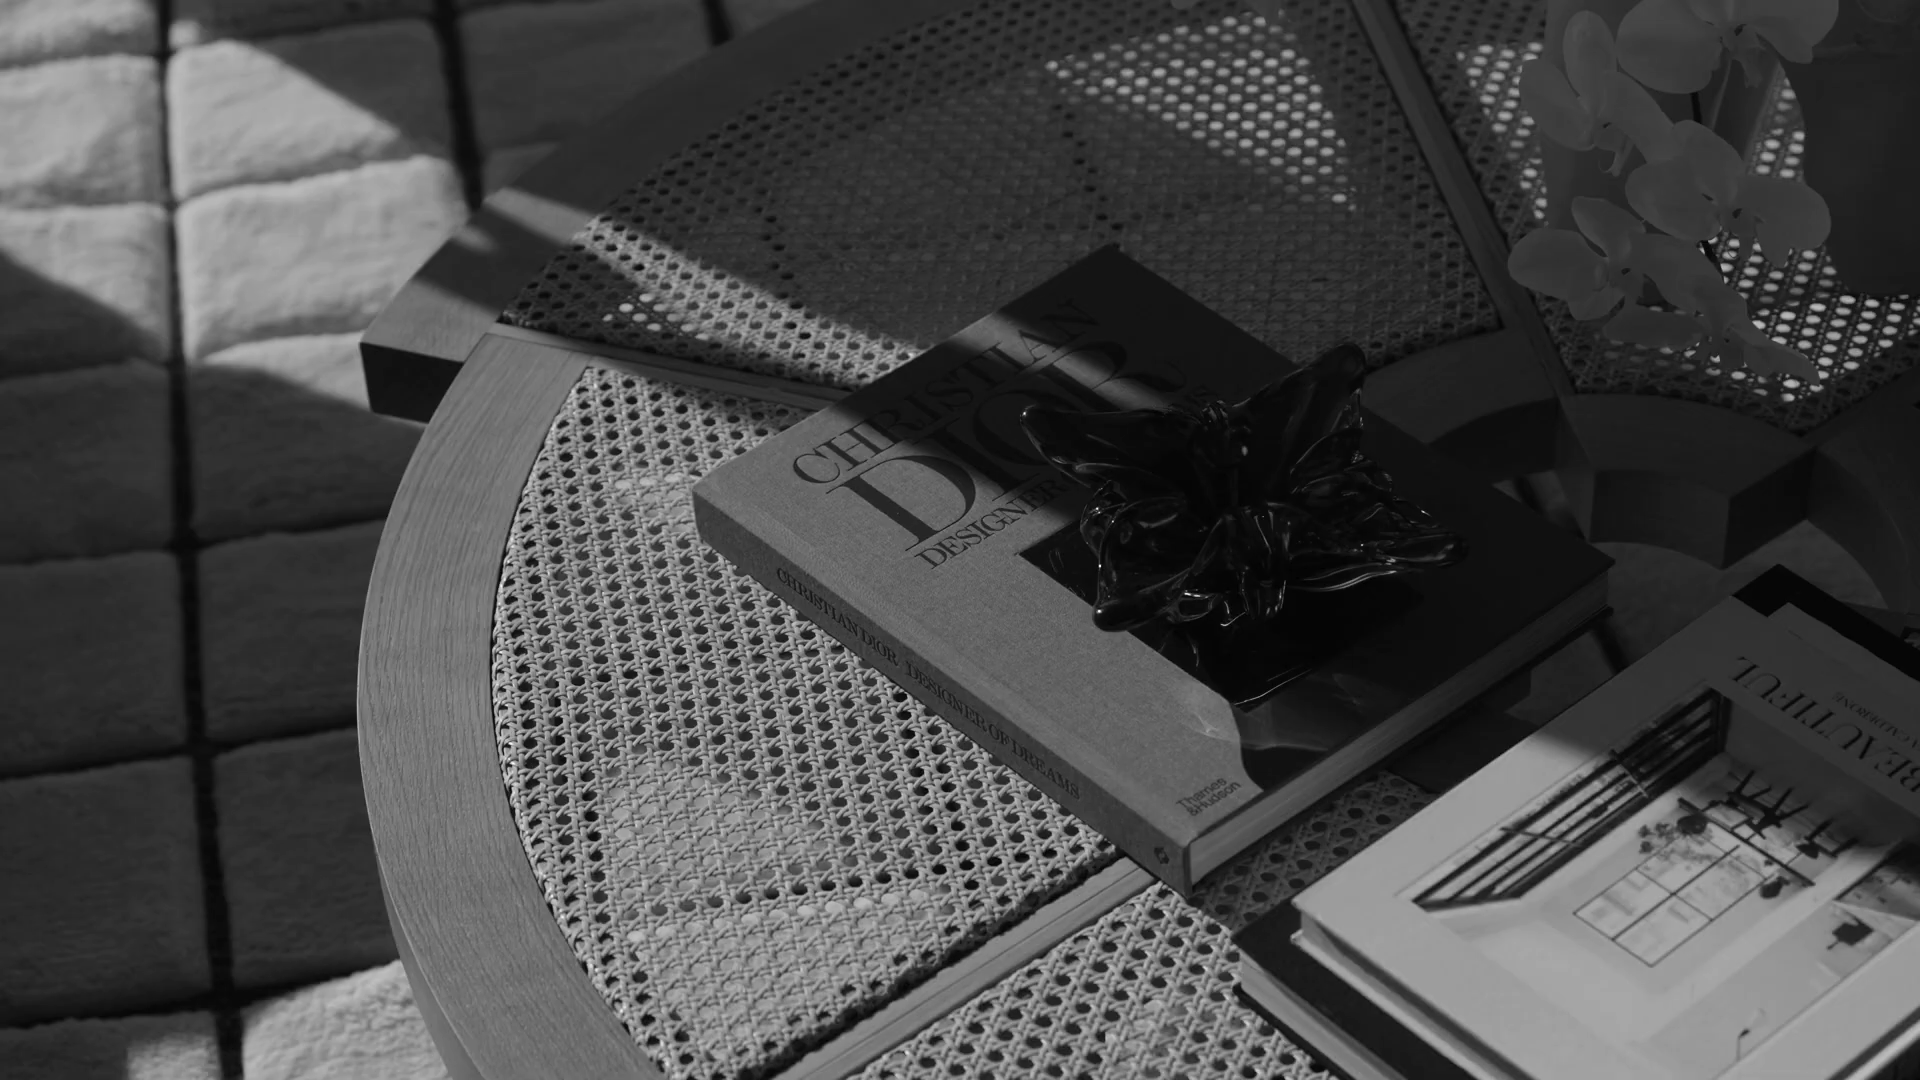 CHRISTIAN
DIOR
DESIGNER
CHRISTIAN DIOR DESIGNER OF DREAMS
Thames
&Hudson
BEAUTIFUL